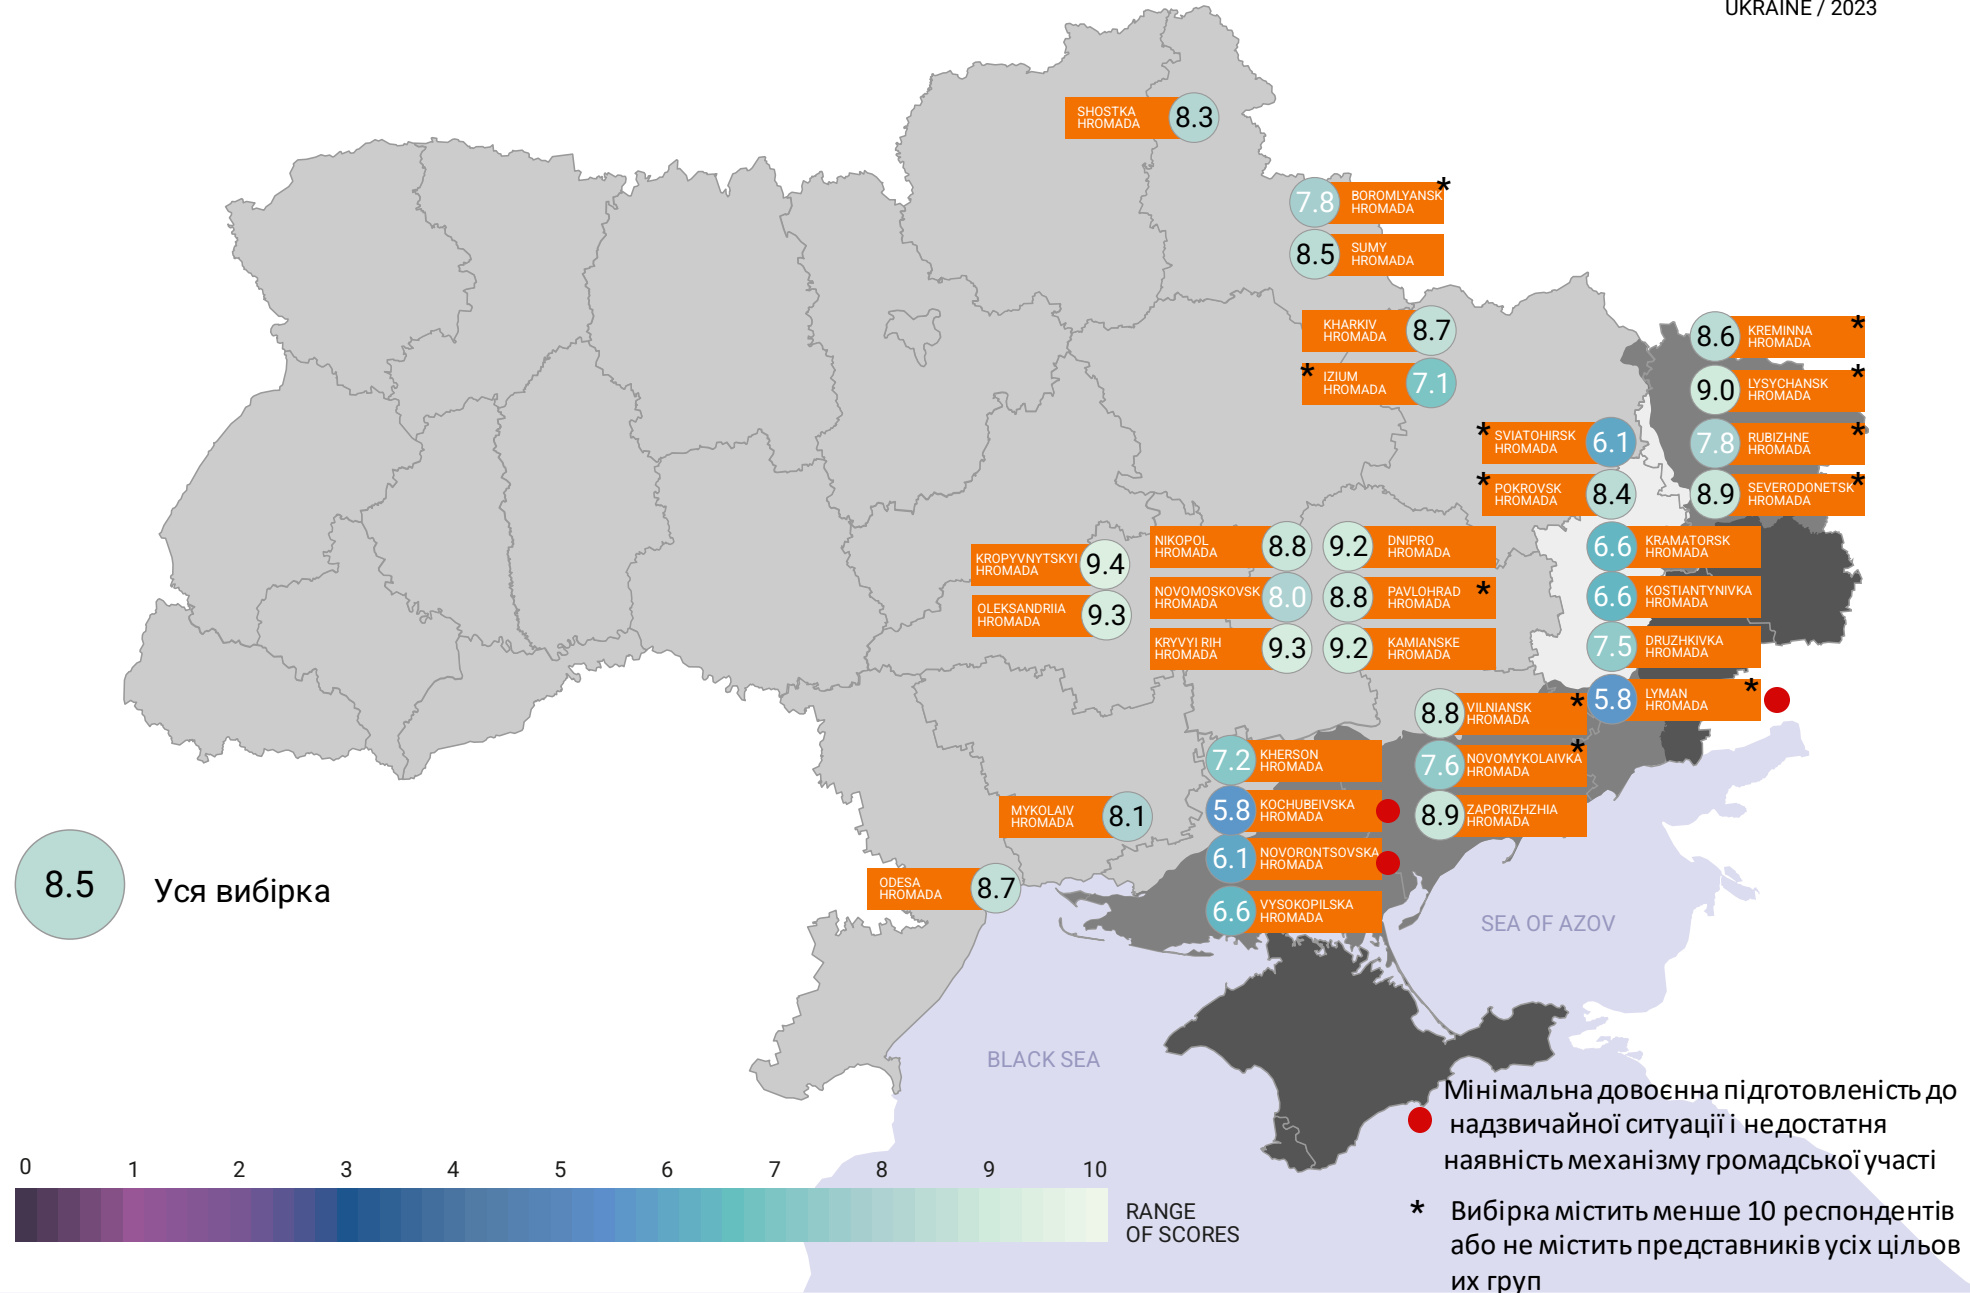 UKRAINE / 2023
SHOSTKA
HROMADA
8.3
7.8
BOROMLYANSK
HROMADA
*
8.5
SUMY
HROMADA
KHARKIV
HROMADA
8.7
*
IZIUM
HROMADA
7.1
8.6
KREMINNA
HROMADA
*
9.0
LYSYCHANSK
HROMADA
*
7.8
RUBIZHNE
HROMADA
*
8.9
SEVERODONETSK
HROMADA
*
*
SVIATOHIRSK
HROMADA
6.1
*
POKROVSK
HROMADA
8.4
6.6
KRAMATORSK
HROMADA
6.6
KOSTIANTYNIVKA
HROMADA
7.5
DRUZHKIVKA
HROMADA
5.8
LYMAN
HROMADA
*
KROPYVNYTSKYI
HROMADA
9.4
OLEKSANDRIIA
HROMADA
9.3
NIKOPOL
HROMADA
8.8
NOVOMOSKOVSK
HROMADA
8.0
KRYVYI RIH
HROMADA
9.3
9.2
DNIPRO
HROMADA
8.8
PAVLOHRAD
HROMADA
*
9.2
KAMIANSKE
HROMADA
8.8
VILNIANSK
HROMADA
*
7.6
NOVOMYKOLAIVKA
HROMADA
*
8.9
ZAPORIZHZHIA
HROMADA
7.2
KHERSON
HROMADA
5.8
KOCHUBEIVSKA
HROMADA
6.1
NOVORONTSOVSKA
HROMADA
6.6
VYSOKOPILSKA
HROMADA
MYKOLAIV
HROMADA
8.1
ODESA
HROMADA
8.7
8.5
Уся вибірка
SEA OF AZOV
BLACK SEA
Мінімальна довоєнна підготовленість до
надзвичайної ситуації і недостатня
наявність механізму громадської участі
* Вибірка містить менше 10 респондентів
або не містить представників усіх цільов
их груп
0 1 2 3 4 5 6 7 8 9 10
RANGE
OF SCORES